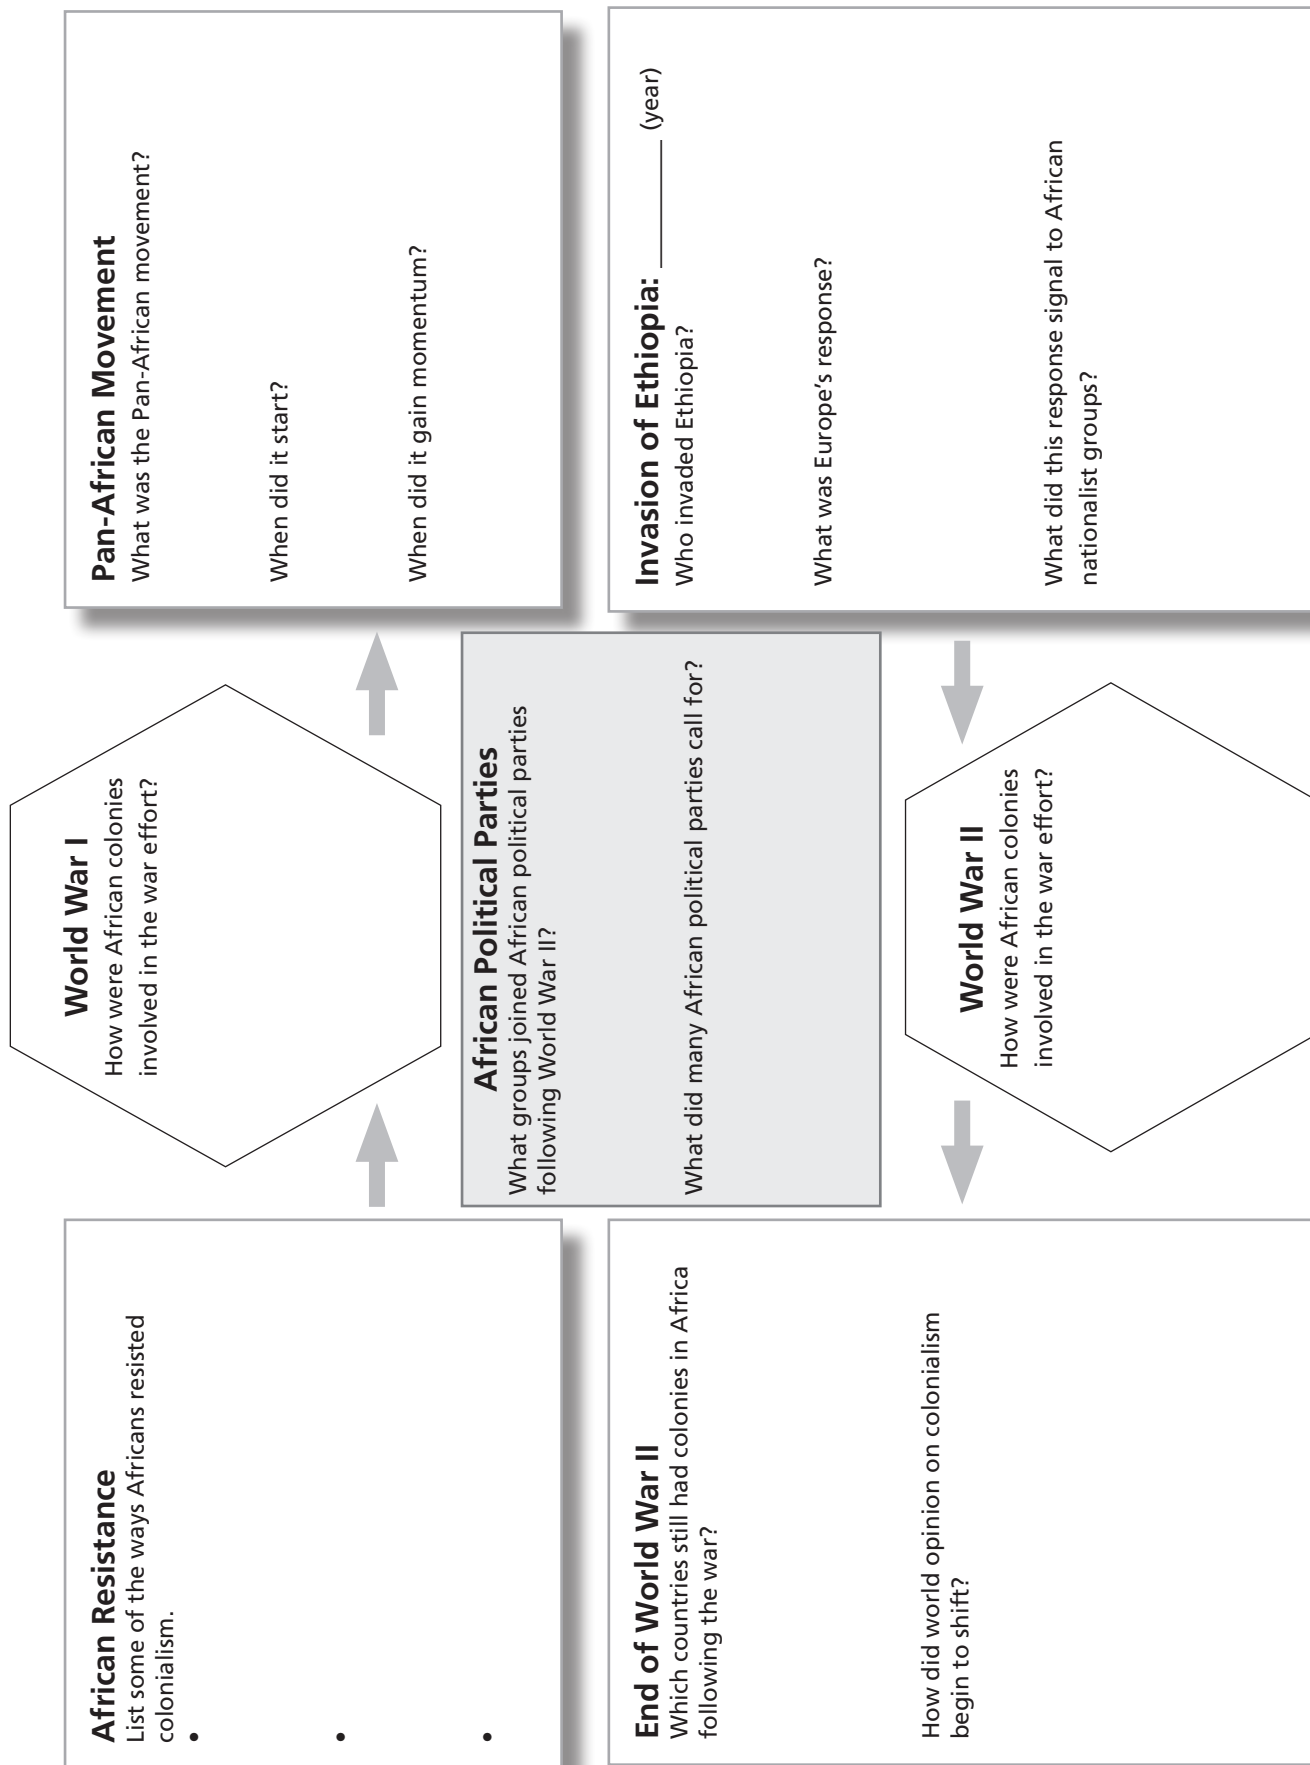 African Resistance
List some of the ways Africans resisted
colonialism.
•
•
•
World War I
How were African colonies
involved in the war effort?
Pan-African Movement
What was the Pan-African movement?
When did it start?
When did it gain momentum?
African Political Parties
What groups joined African political parties
following World War II?
What did many African political parties call for?
End of World War II
Which countries still had colonies in Africa
following the war?
How did world opinion on colonialism
begin to shift?
World War II
How were African colonies
involved in the war effort?
Invasion of Ethiopia: __________ (year)
Who invaded Ethiopia?
What was Europe’s response?
What did this response signal to African
nationalist groups?